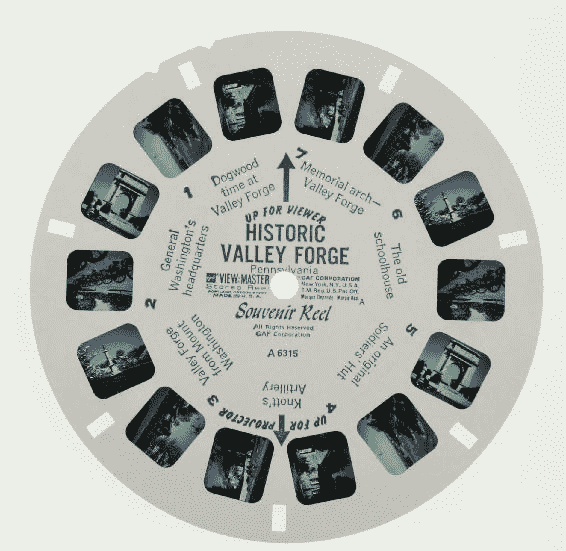 7
Dogwood
time at
Valley Forge
Memorial arch—
Valley Forge
1
6
UP FOR VIEWER
HISTORIC
VALLEY FORGE
Pennsylvania
General
Washington's
headquarters
The old
schoolhouse
VIEW-MASTER
Stereo Reel
MADE IN U.S.A.
GAF CORPORATION
New York, N.Y., U.S.A.
T.M. Reg. U.S. Pat. Off.
A
Souvenir Reel
All Rights Reserved
GAF Corporation
A 6315
2
5
Valley Forge
from Mount
Washington
An original
Soldiers' Hut
Knott's
Artillery
3
4
UP FOR PROJECTOR